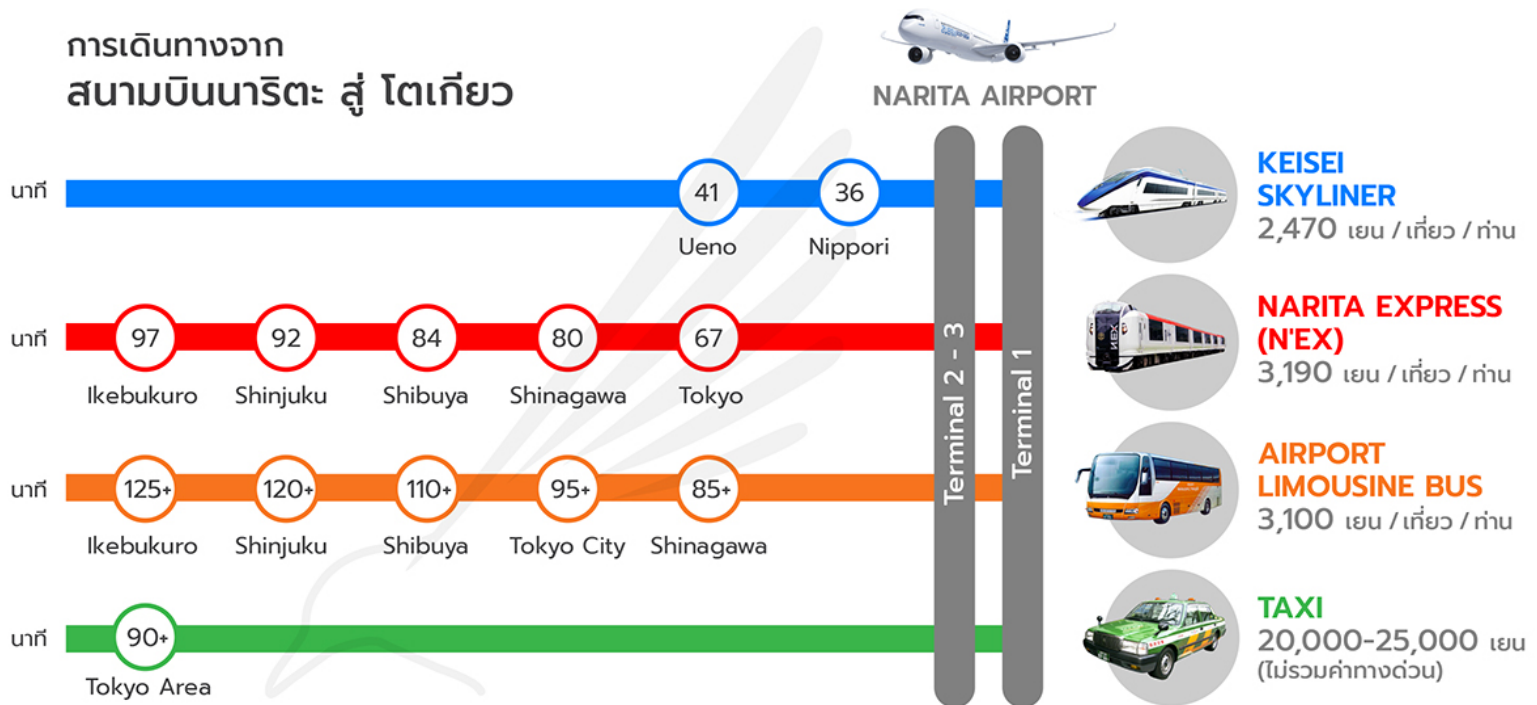 การเดินทางจาก
สนามบินนาริตะ สู่ โตเกียว
NARITA AIRPORT
Terminal 2 - 3
Terminal 1
นาที
41
36
Ueno
Nippori
KEISEI
SKYLINER
2,470 เยน / เที่ยว / ท่าน
นาที
97
92
84
80
67
Ikebukuro
Shinjuku
Shibuya
Shinagawa
Tokyo
N'EX
NARITA EXPRESS
(N'EX)
3,190 เยน / เที่ยว / ท่าน
นาที
125+
120+
110+
95+
85+
Ikebukuro
Shinjuku
Shibuya
Tokyo City
Shinagawa
AIRPORT
LIMOUSINE BUS
3,100 เยน / เที่ยว / ท่าน
นาที
90+
Tokyo Area
TAXI
20,000-25,000 เยน
(ไม่รวมค่าทางด่วน)